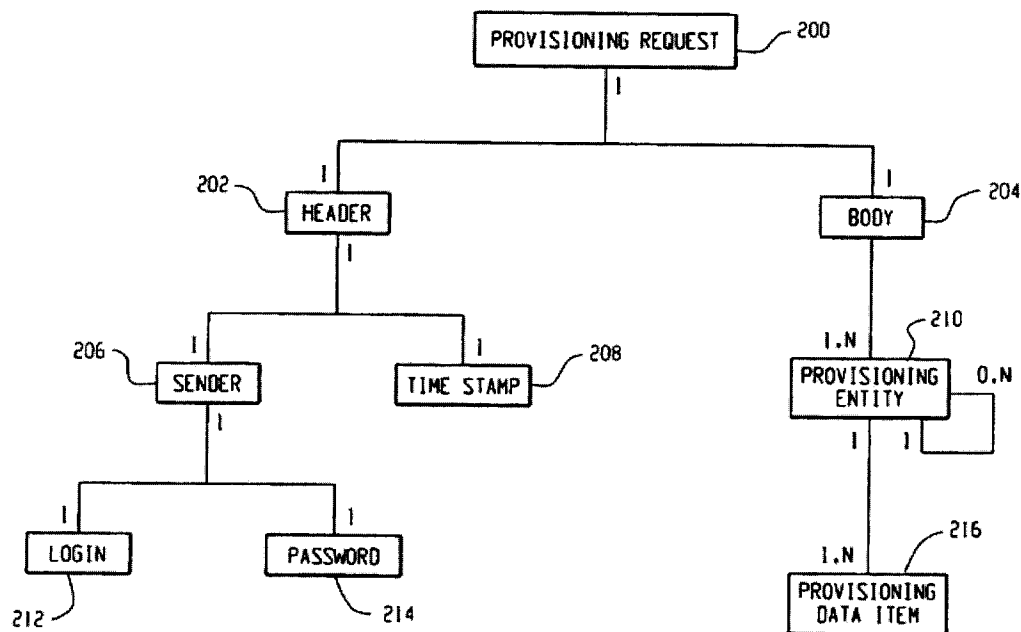 PROVISIONING REQUEST
200
1
1
1
202
204
HEADER
BODY
1
1
1
1.N
210
206
208
SENDER
TIME STAMP
PROVISIONING
ENTITY
0.N
1
1
1
1
1
1.N
216
LOGIN
PASSWORD
PROVISIONING
DATA ITEM
212
214